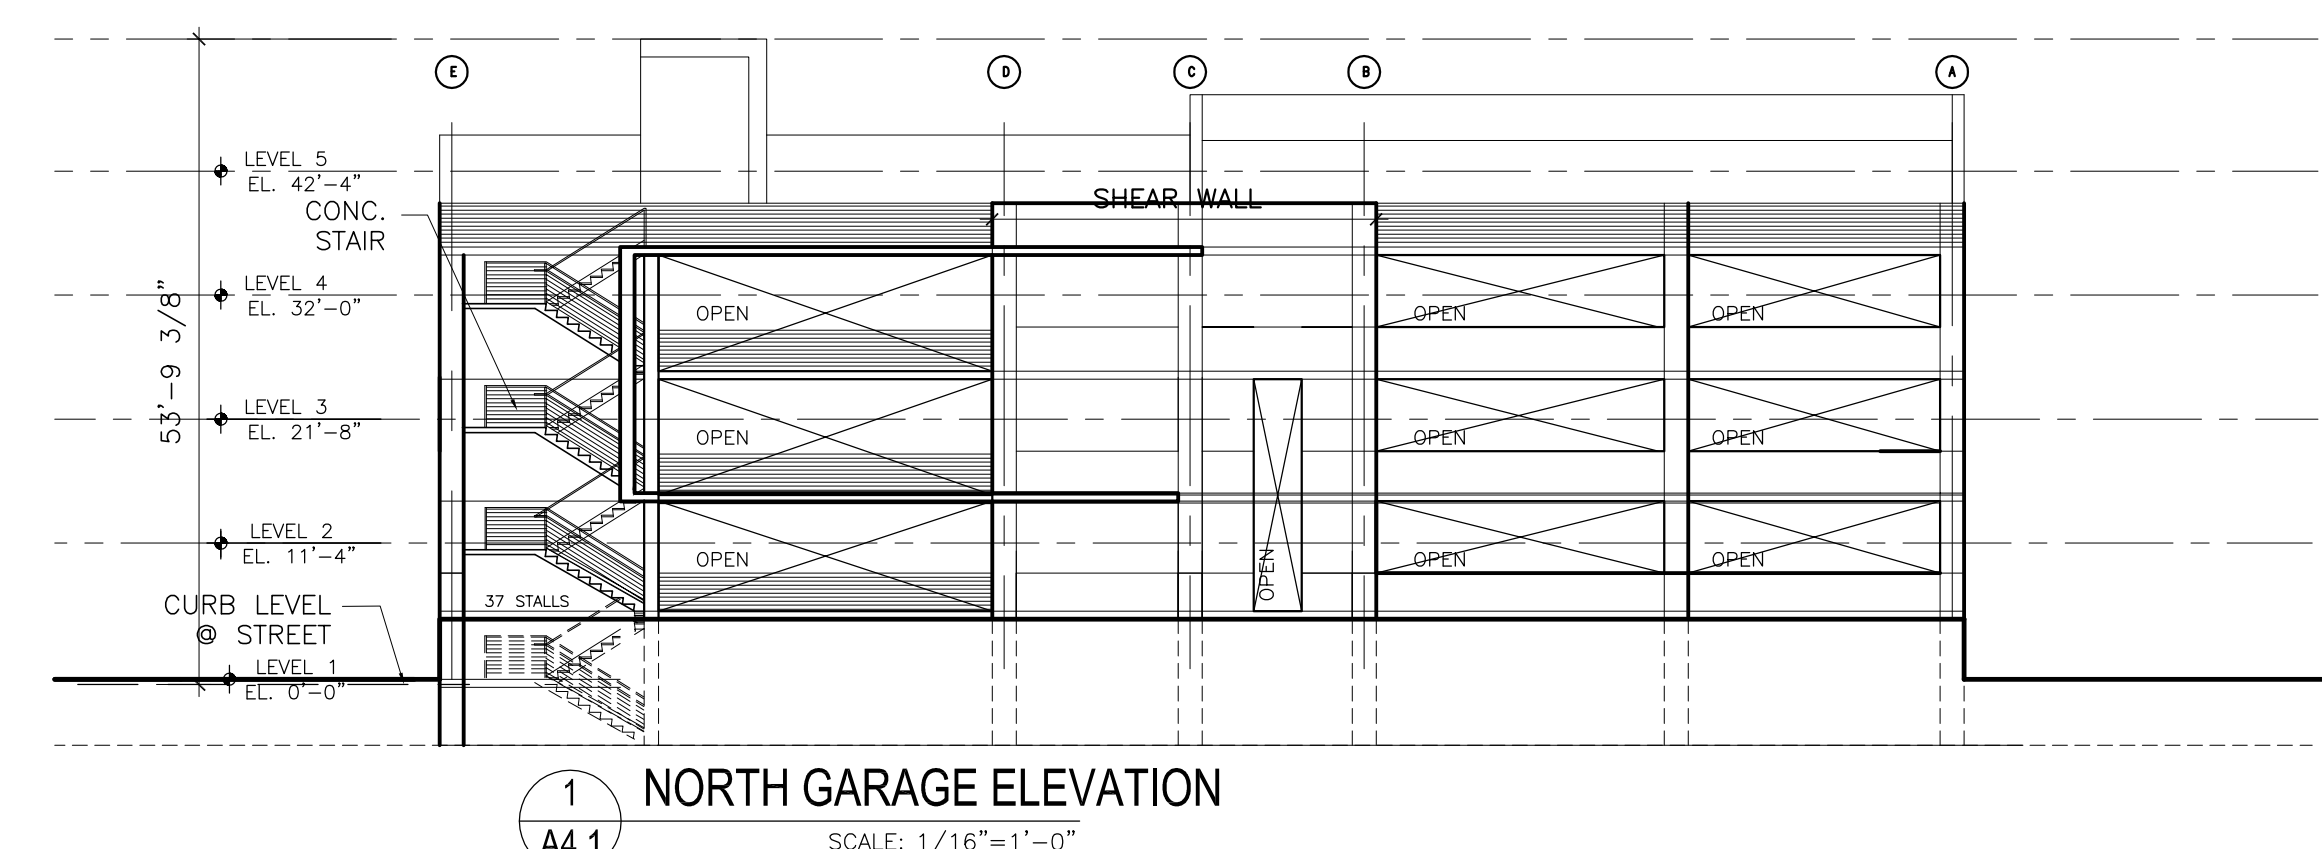 E
D
C
B
A
LEVEL 5
EL. 42'-4"
SHEAR WALL
CONC.
STAIR
53'-9 3/8"
LEVEL 4
EL. 32'-0"
OPEN
OPEN
OPEN
LEVEL 3
EL. 21'-8"
OPEN
OPEN
OPEN
LEVEL 2
EL. 11'-4"
OPEN
OPEN
OPEN
OPEN
37 STALLS
CURB LEVEL
@ STREET
LEVEL 1
EL. 0'-0"
1
NORTH GARAGE ELEVATION
A4.1
SCALE: 1/16"=1'-0"